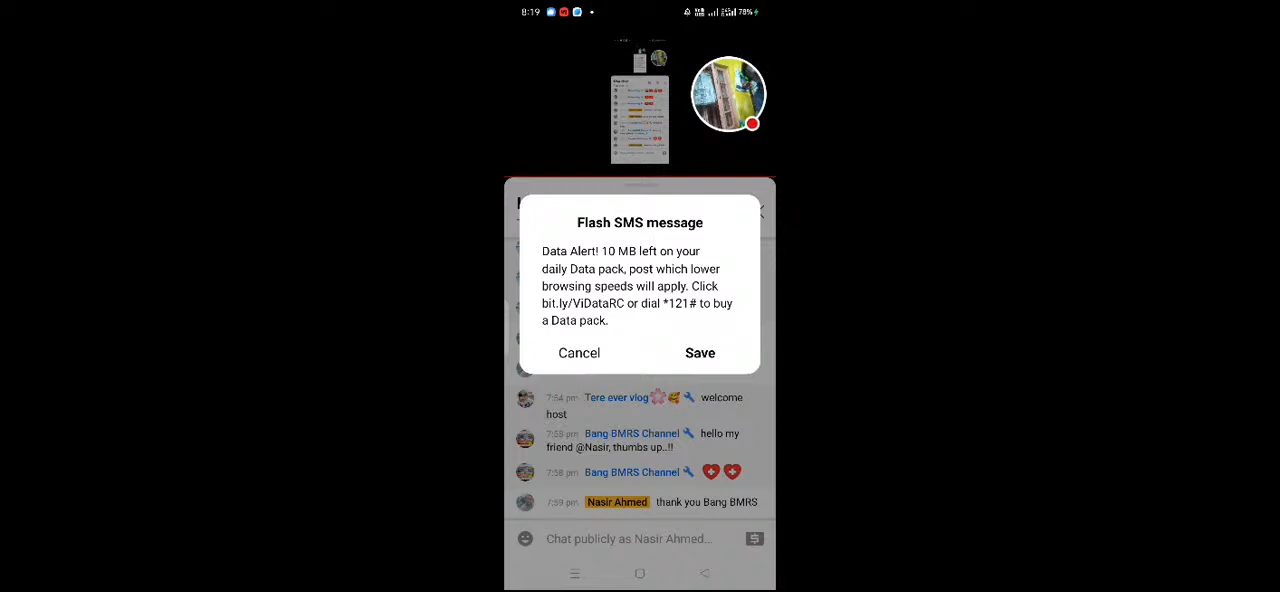 8:19
78%
Flash SMS message
Data Alert! 10 MB left on your
daily Data pack, post which lower
browsing speeds will apply. Click
bit.ly/ViDataRC or dial *121# to buy
a Data pack.
Cancel Save
7:54 pm Tere ever vlog🌸🥰🔧 welcome
host
7:58 pm Bang BMRS Channel 🔧 hello my
friend @Nasir, thumbs up..!!
7:58 pm Bang BMRS Channel 🔧
7:59 pm Nasir Ahmed thank you Bang BMRS
Chat publicly as Nasir Ahmed...